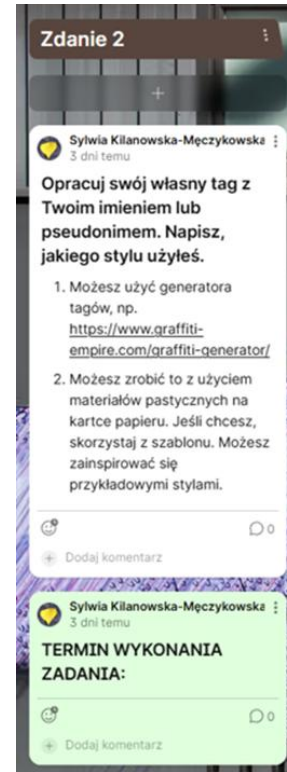 Zdanie 2
+
Sylwia Kilanowska-Męczykowska
3 dni temu
Opracuj swój własny tag z
Twoim imieniem lub
pseudonimem. Napisz,
jakiego stylu użyłeś.
1. Możesz użyć generatora
tagów, np.
https://www.graffiti-
empire.com/graffiti-generator/
2. Możesz zrobić to z użyciem
materiałów pastycznych na
kartce papieru. Jeśli chcesz,
skorzystaj z szablonu. Możesz
zainspirować się
przykładowymi stylami.
0
+ Dodaj komentarz
Sylwia Kilanowska-Męczykowska
3 dni temu
TERMIN WYKONANIA
ZADANIA:
0
+ Dodaj komentarz